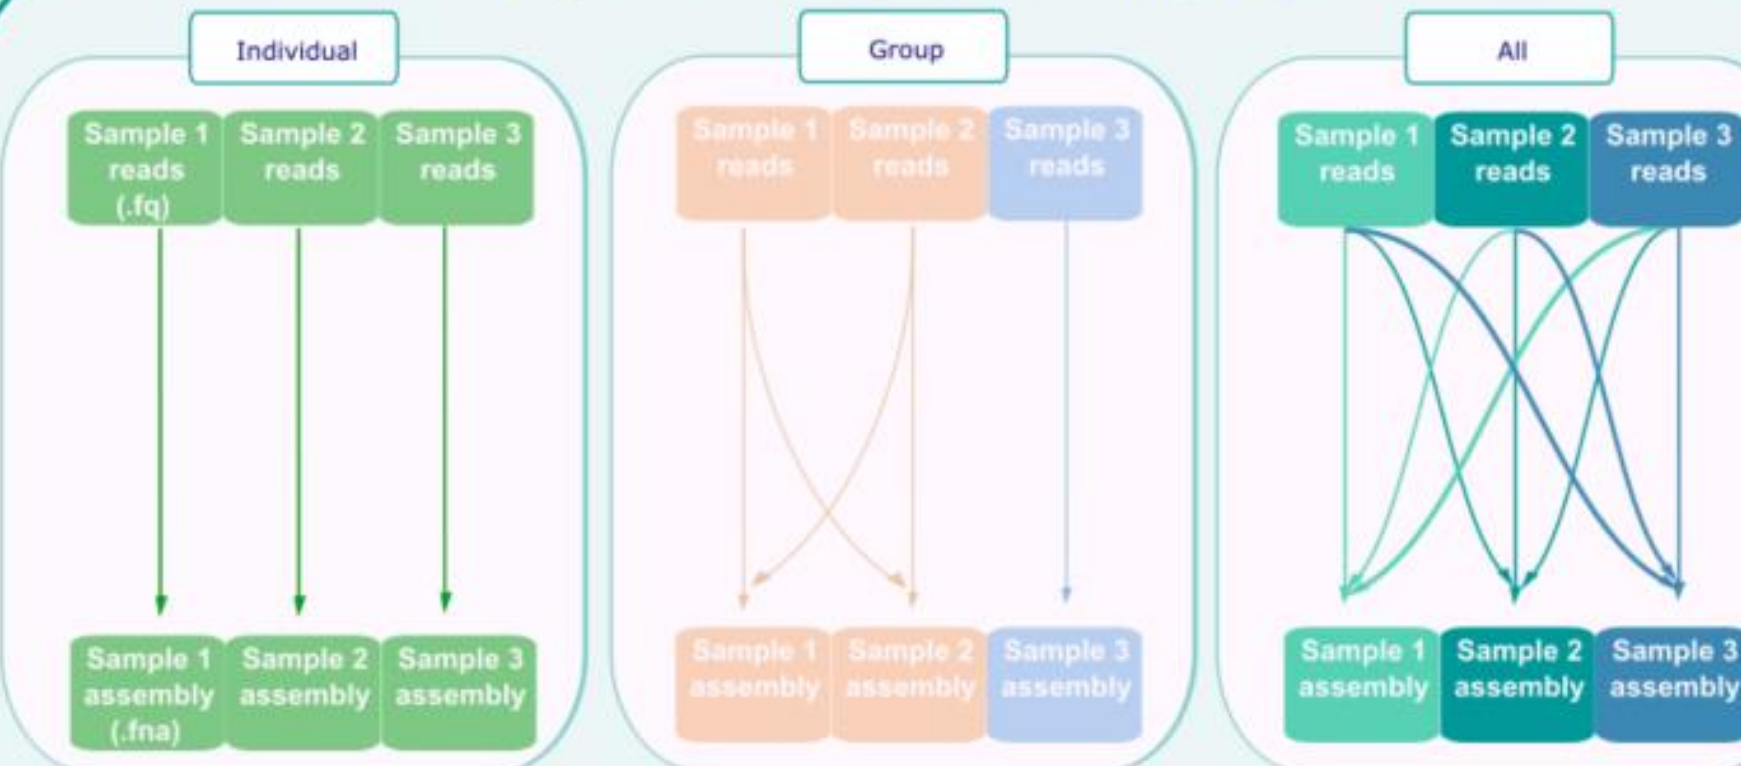 Individual
Sample 1
reads
(.fq)
Sample 2
reads
Sample 3
reads
Sample 1
assembly
(.fna)
Sample 2
assembly
Sample 3
assembly
Group
Sample 1
reads
Sample 2
reads
Sample 3
reads
Sample 1
assembly
Sample 2
assembly
Sample 3
assembly
All
Sample 1
reads
Sample 2
reads
Sample 3
reads
Sample 1
assembly
Sample 2
assembly
Sample 3
assembly